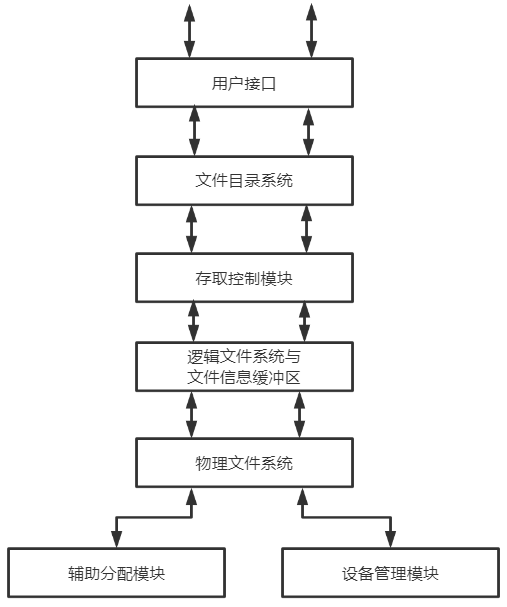 用户接口
文件目录系统
存取控制模块
逻辑文件系统与
文件信息缓冲区
物理文件系统
辅助分配模块
设备管理模块